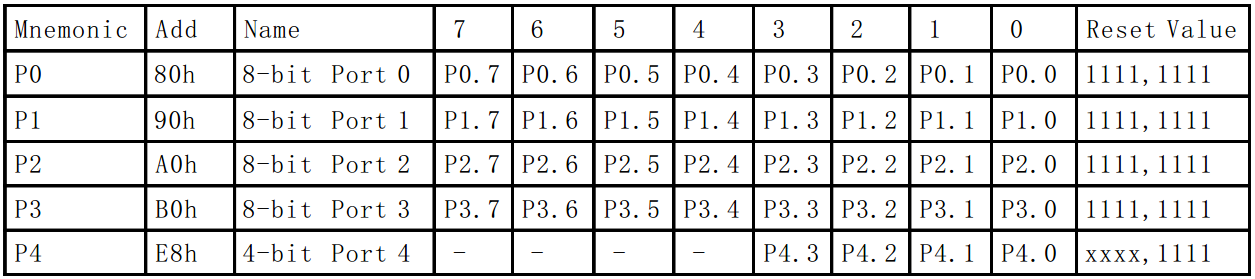 Mnemonic Add Name 7 6 5 4 3 2 1 0 Reset Value
P0 80h 8-bit Port 0 P0.7 P0.6 P0.5 P0.4 P0.3 P0.2 P0.1 P0.0 1111,1111
P1 90h 8-bit Port 1 P1.7 P1.6 P1.5 P1.4 P1.3 P1.2 P1.1 P1.0 1111,1111
P2 A0h 8-bit Port 2 P2.7 P2.6 P2.5 P2.4 P2.3 P2.2 P2.1 P2.0 1111,1111
P3 B0h 8-bit Port 3 P3.7 P3.6 P3.5 P3.4 P3.3 P3.2 P3.1 P3.0 1111,1111
P4 E8h 4-bit Port 4 - - - - P4.3 P4.2 P4.1 P4.0 xxxx,1111